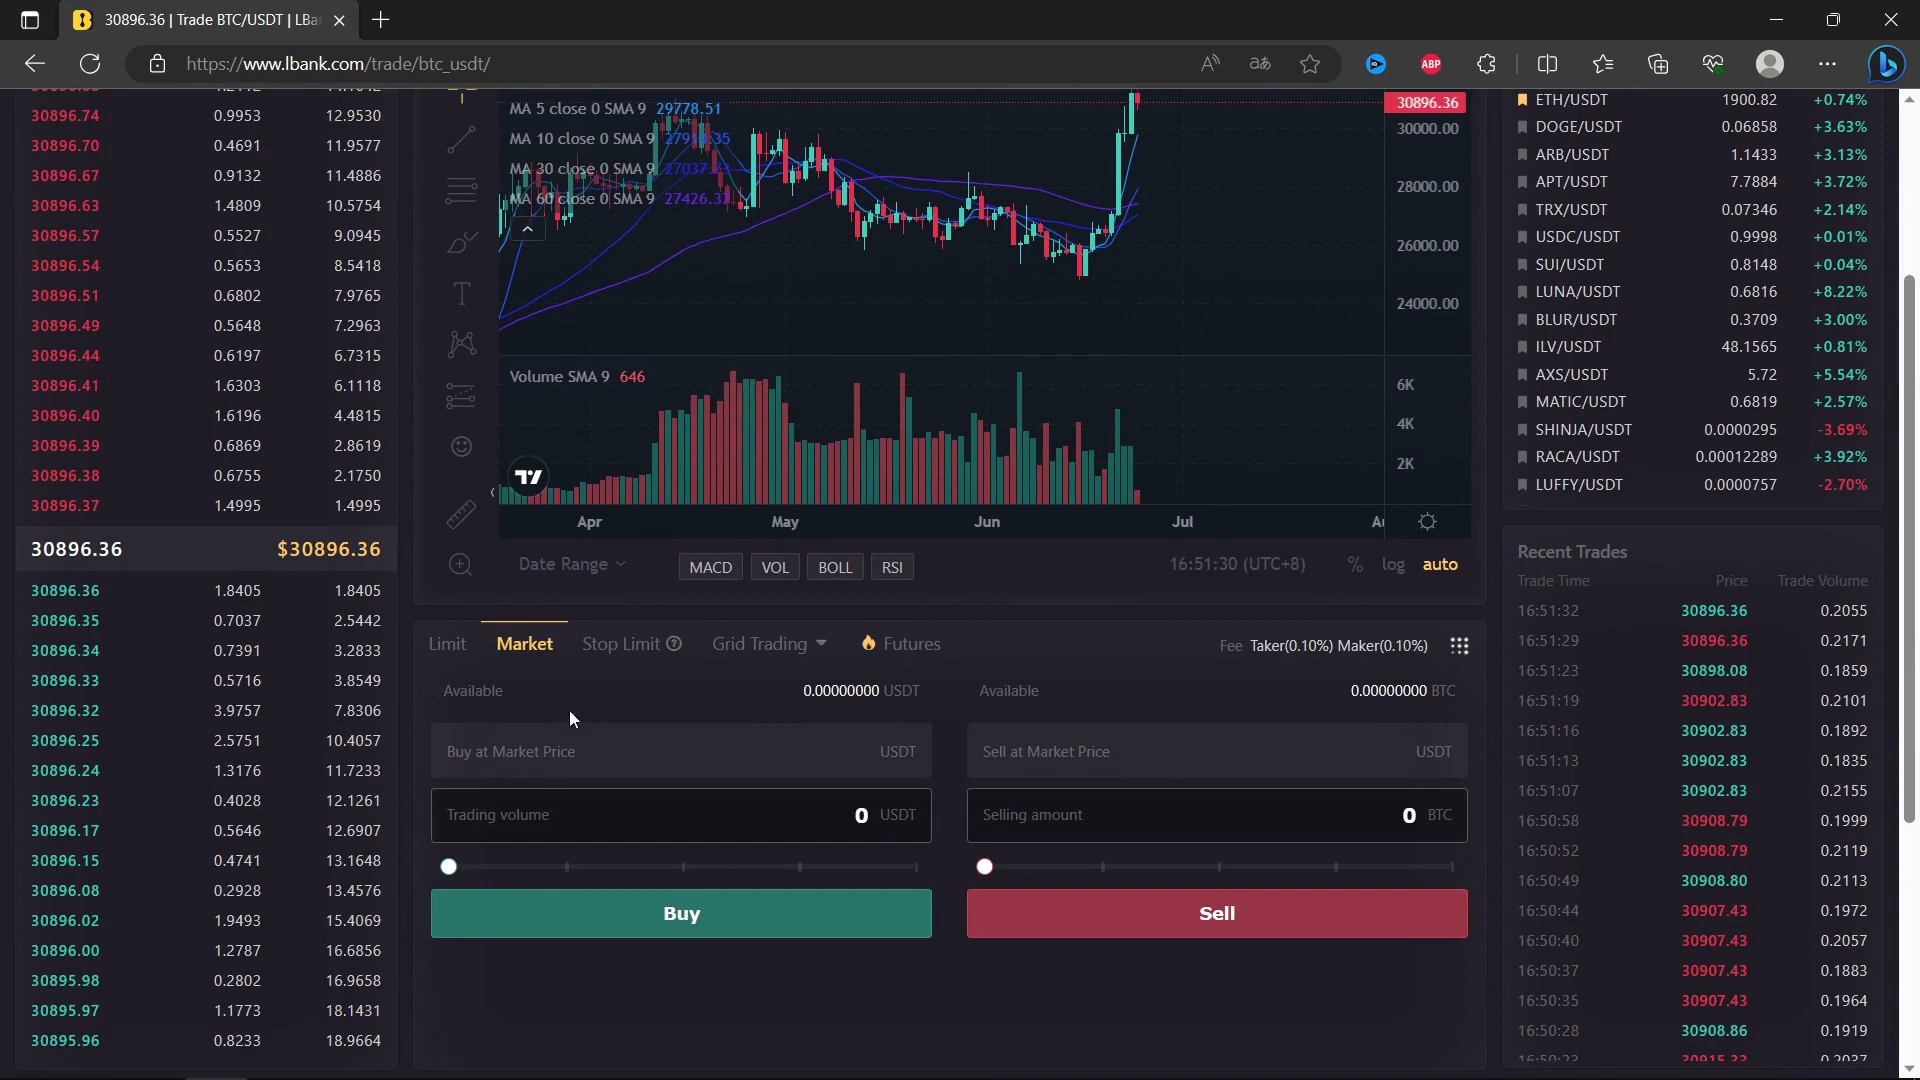 30896.36 | Trade BTC/USDT | LBa
https://www.lbank.com/trade/btc_usdt/
ABP
30896.74 0.9953 12.9530
30896.70 0.4691 11.9577
30896.67 0.9132 11.4886
30896.63 1.4809 10.5754
30896.57 0.5527 9.0945
30896.54 0.5653 8.5418
30896.51 0.6802 7.9765
30896.49 0.5648 7.2963
30896.44 0.6197 6.7315
30896.41 1.6303 6.1118
30896.40 1.6196 4.4815
30896.39 0.6869 2.8619
30896.38 0.6755 2.1750
30896.37 1.4995 1.4995
30896.36 $30896.36
30896.36 1.8405 1.8405
30896.35 0.7037 2.5442
30896.34 0.7391 3.2833
30896.33 0.5716 3.8549
30896.32 3.9757 7.8306
30896.25 2.5751 10.4057
30896.24 1.3176 11.7233
30896.23 0.4028 12.1261
30896.17 0.5646 12.6907
30896.15 0.4741 13.1648
30896.08 0.2928 13.4576
30896.02 1.9493 15.4069
30896.00 1.2787 16.6856
30895.98 0.2802 16.9658
30895.97 1.1773 18.1431
30895.96 0.8233 18.9664
MA 5 close 0 SMA 9 29778.51
MA 10 close 0 SMA 9
MA 30 close 0 SMA 9
MA 60 close 0 SMA 9
30896.36
30000.00
28000.00
26000.00
24000.00
Volume SMA 9 646
6K
4K
2K
Apr May Jun Jul
Date Range MACD VOL BOLL RSI 16:51:30 (UTC+8) % log auto
Limit Market Stop Limit Grid Trading Futures Fee Taker(0.10%) Maker(0.10%)
Available 0.00000000 USDT Available 0.00000000 BTC
Buy at Market Price USDT Sell at Market Price USDT
Trading volume 0 USDT Selling amount 0 BTC
Buy Sell
ETH/USDT 1900.82 +0.74%
DOGE/USDT 0.06858 +3.63%
ARB/USDT 1.1433 +3.13%
APT/USDT 7.7884 +3.72%
TRX/USDT 0.07346 +2.14%
USDC/USDT 0.9998 +0.01%
SUI/USDT 0.8148 +0.04%
LUNA/USDT 0.6816 +8.22%
BLUR/USDT 0.3709 +3.00%
ILV/USDT 48.1565 +0.81%
AXS/USDT 5.72 +5.54%
MATIC/USDT 0.6819 +2.57%
SHINJA/USDT 0.0000295 -3.69%
RACA/USDT 0.00012289 +3.92%
LUFFY/USDT 0.0000757 -2.70%
Recent Trades
Trade Time Price Trade Volume
16:51:32 30896.36 0.2055
16:51:29 30896.36 0.2171
16:51:23 30898.08 0.1859
16:51:19 30902.83 0.2101
16:51:16 30902.83 0.1892
16:51:13 30902.83 0.1835
16:51:07 30902.83 0.2155
16:50:58 30908.79 0.1999
16:50:52 30908.79 0.2119
16:50:49 30908.80 0.2113
16:50:44 30907.43 0.1972
16:50:40 30907.43 0.2057
16:50:37 30907.43 0.1883
16:50:35 30907.43 0.1964
16:50:28 30908.86 0.1919